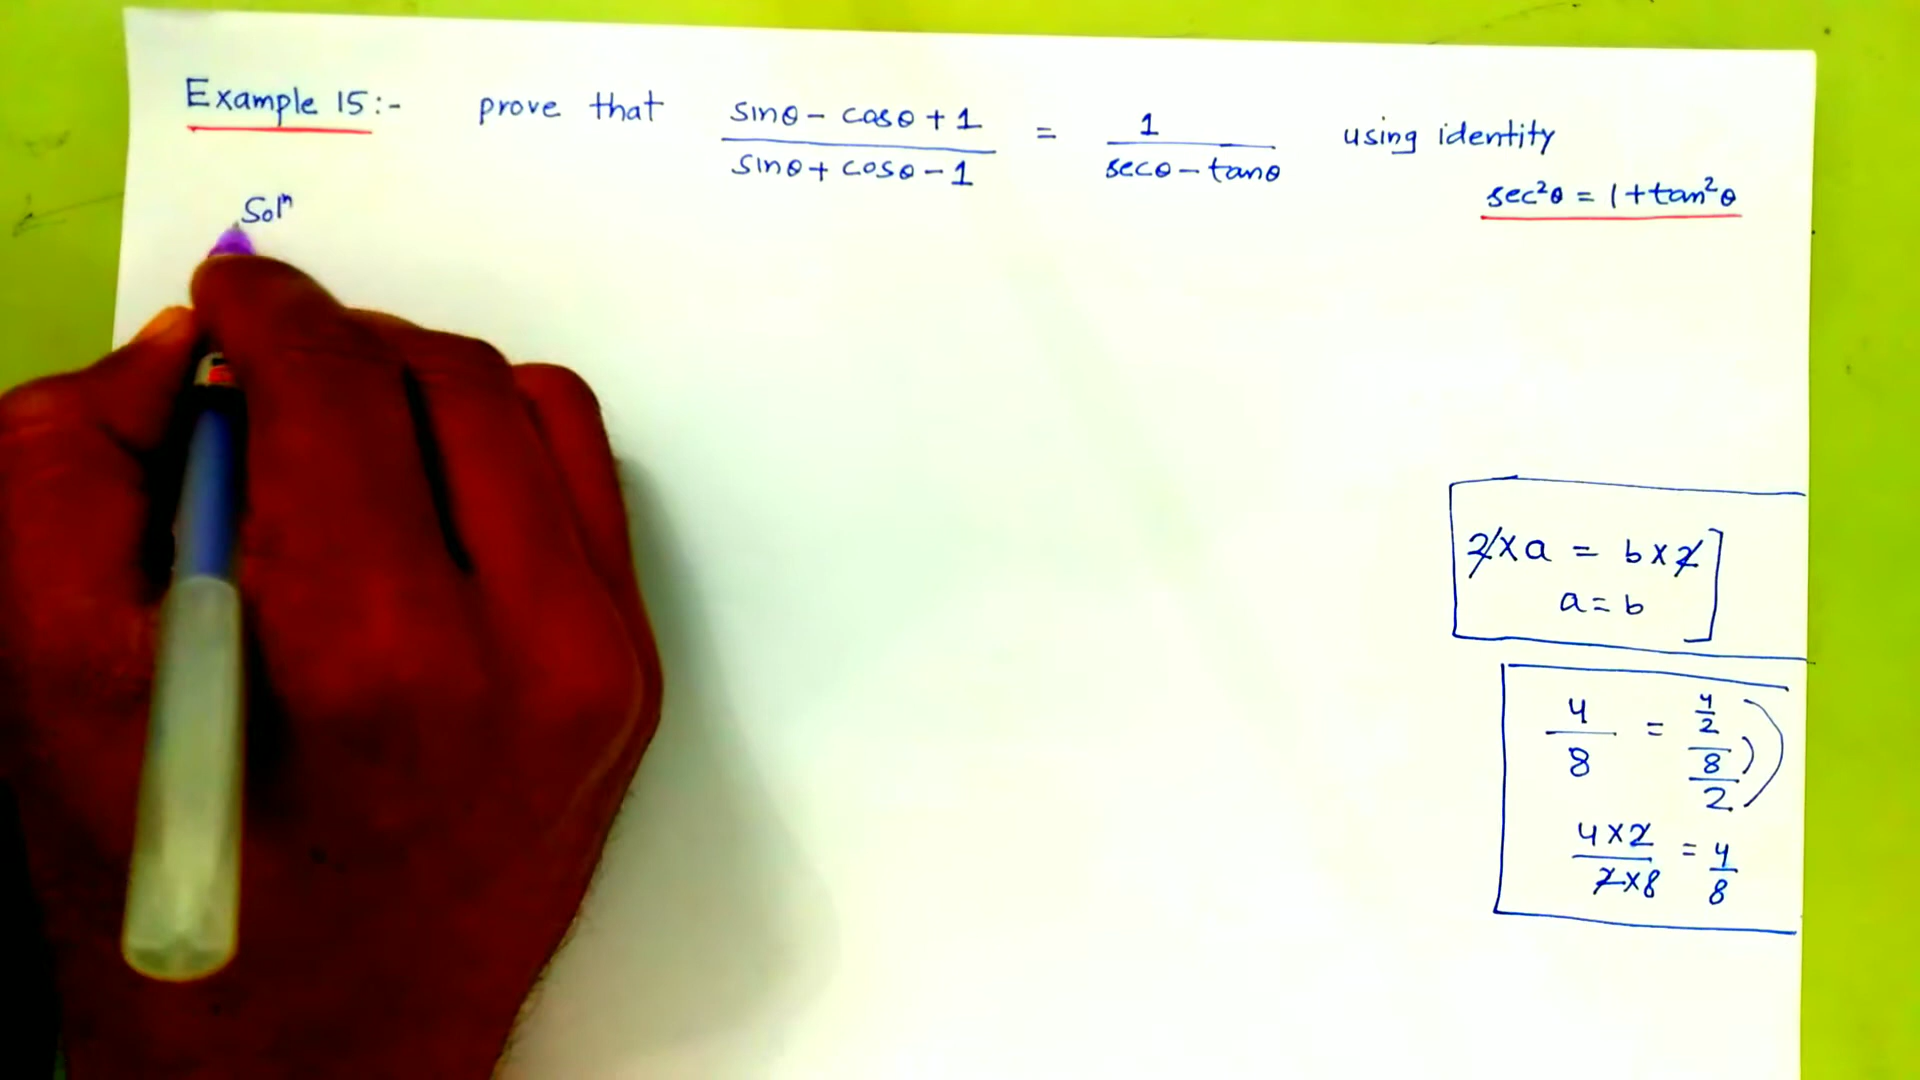 Example 15:- prove that sinθ - cosθ + 1 / sinθ + cosθ - 1 = 1 / secθ - tanθ using identity
sec²θ = 1 + tan²θ
Solⁿ
2 x a = b x 2
a = b
4/8 = 4/2 / 8/2
4 x 2 / 2 x 8 = 4/8